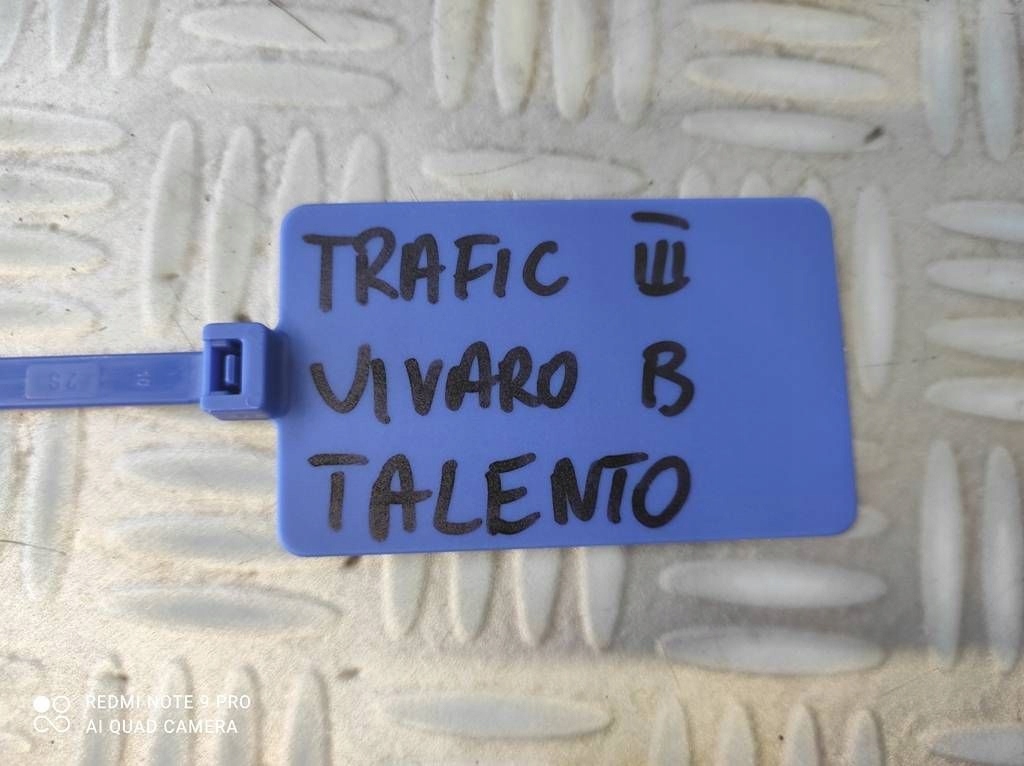 TRAFIC III
VIVARO B
TALENTO
REDMI NOTE 9 PRO
AI QUAD CAMERA